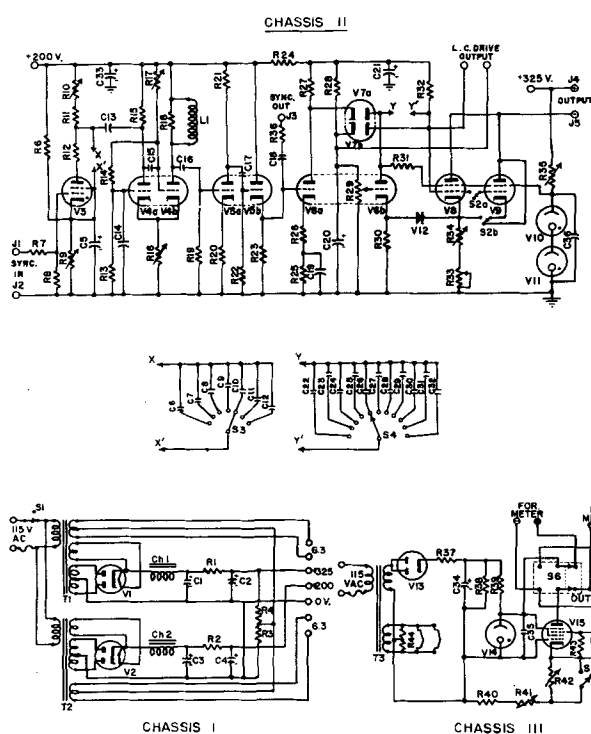 CHASSIS II
+200 V.
R10
C33
R17
R21
R24
C21
L.C. DRIVE
OUTPUT
+325 V.
J4
OUTPUT
J5
R6
R11
C13
R15
R18
L1
SYNC.
OUT
J3
R36
R27
R28
V7a
Y
Y'
V7b
R32
R12
X
X'
C15
R14
C16
C17
C18
R31
R35
V3
V4a
V4b
V5a
V5b
V6a
R29
V6b
V8
S2a
V9
S2b
V12
V10
C36
V11
J1
R7
SYNC.
IN
J2
R8
R9
C5
R13
C14
R16
R19
R20
R22
R23
R26
R25
C19
C20
R30
R34
R33
X
C6
C7
C8
C9
C10
C11
C12
S3
X'
Y
C22
C23
C24
C25
C26
C27
C28
C29
C30
C31
C32
S4
Y'
S1
115 V
AC
T1
V1
Ch1
R1
C1
C2
6.3
+325
+200
0 V.
6.3
R4
R3
T2
V2
Ch2
R2
C3
C4
115
VAC
T3
V13
R37
C34
R38
R39
R44
V14
C35
FOR
METER
S6
OUT
V15
R43
R42
R40
R41
CHASSIS I
CHASSIS III